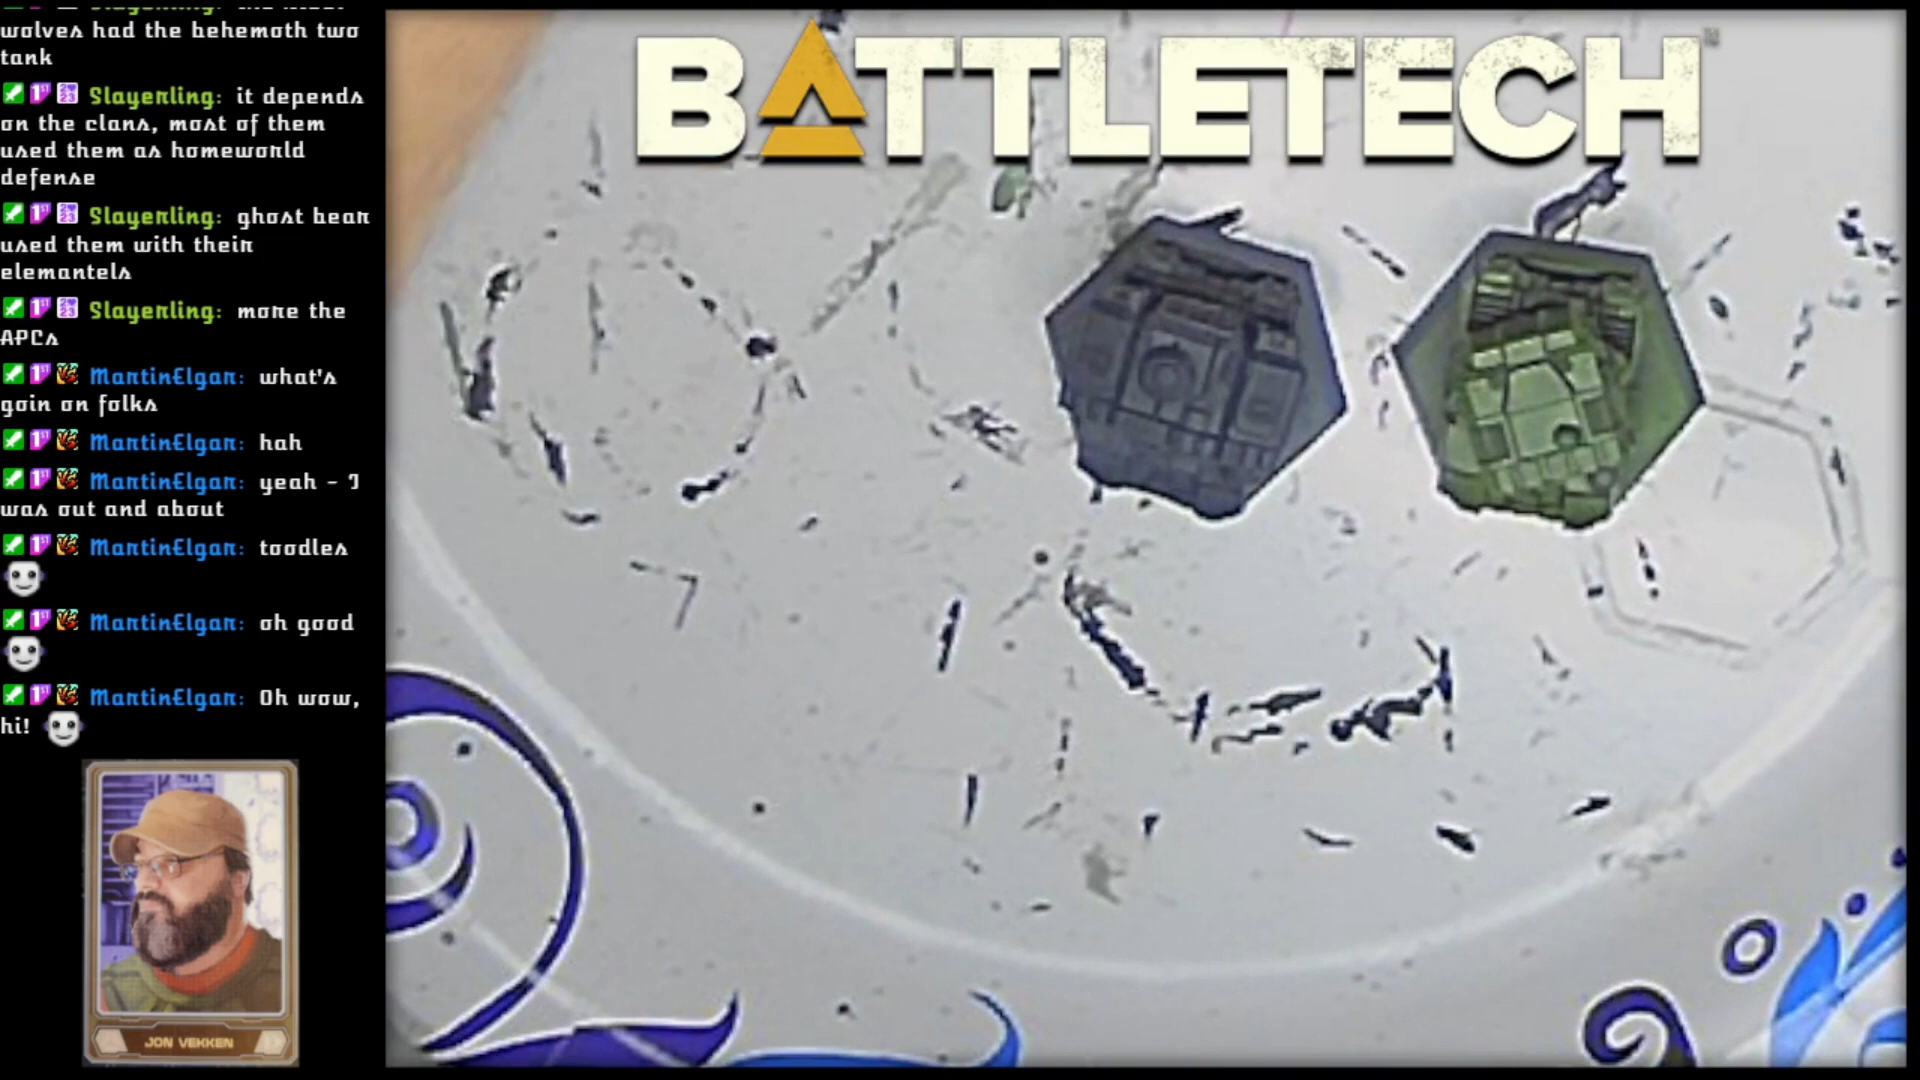 wolves had the behemoth two
tank
Slayerling: it depends
on the clans, most of them
used them as homeworld
defense
Slayerling: ghost bear
used them with their
elemantels
Slayerling: more the
APCs
MartinElgar: what's
goin on folks
MartinElgar: hah
MartinElgar: yeah - I
was out and about
MartinElgar: toodles
MartinElgar: oh good
MartinElgar: Oh wow,
hi!
JON VEKKEN
BATTLETECH